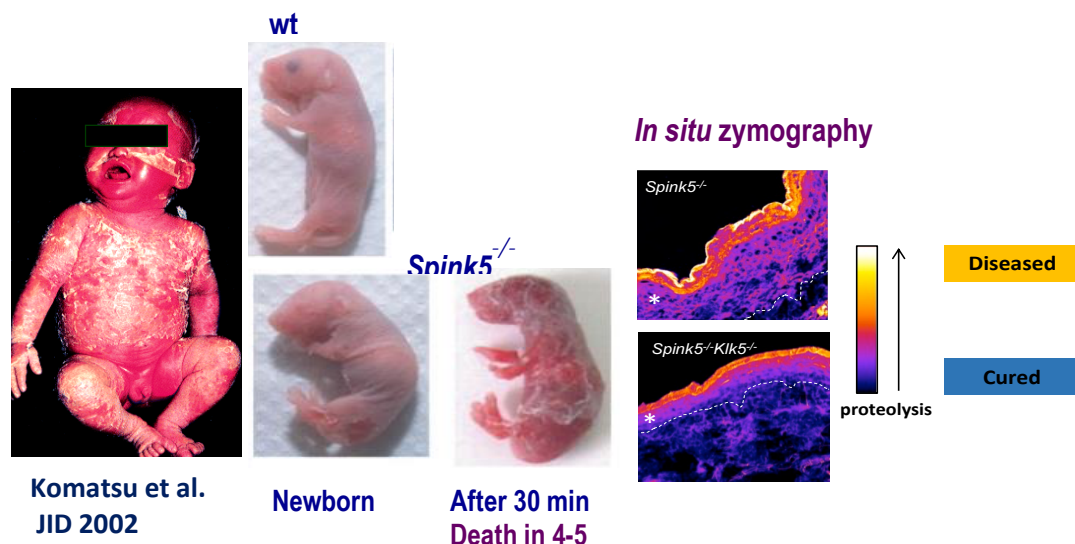 wt
In situ zymography
Spink5-/-
Spink5-/-
Diseased
Spink5-/-Klk5-/-
Cured
*
*
proteolysis
Komatsu et al.
JID 2002
Newborn
After 30 min
Death in 4-5